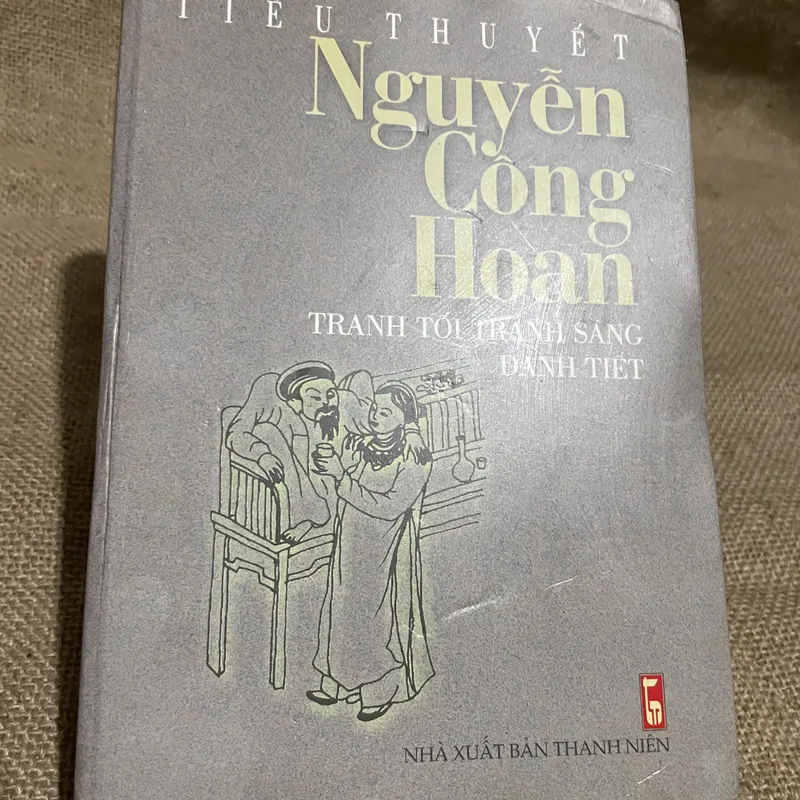 TIỂU THUYẾT
Nguyễn
Công
Hoan
TRANH TỐI TRANH SÁNG
DANH TIẾT
NHÀ XUẤT BẢN THANH NIÊN